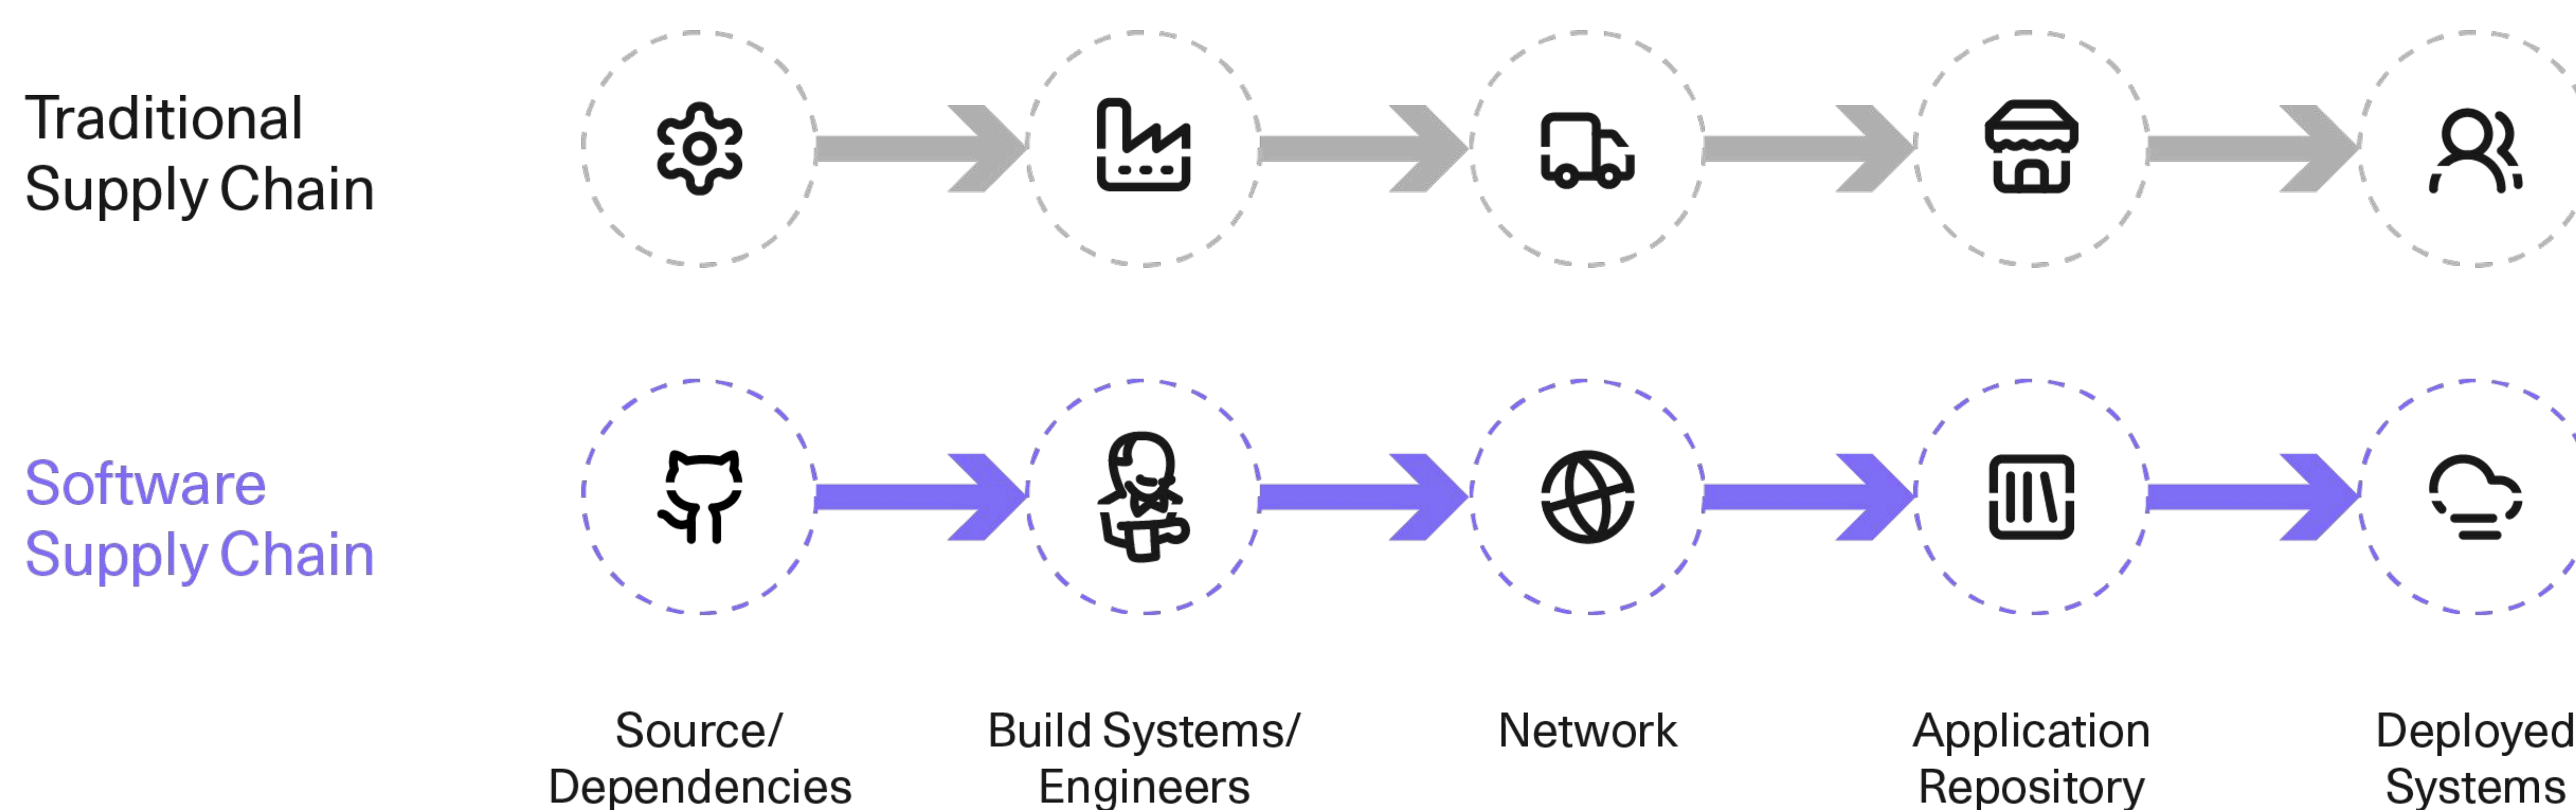 Traditional
Supply Chain
Software
Supply Chain
Source/
Dependencies
Build Systems/
Engineers
Network
Application
Repository
Deployed
Systems